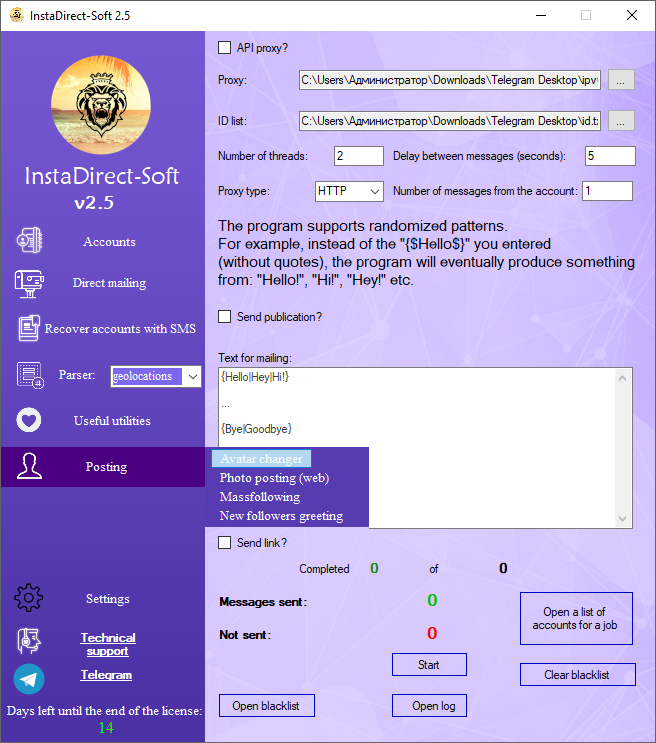 InstaDirect-Soft 2.5
InstaDirect-Soft
v2.5
Accounts
Direct mailing
Recover accounts with SMS
Parser: geolocations
Useful utilities
Posting
Avatar changer
Photo posting (web)
Massfollowing
New followers greeting
Settings
Technical
support
Telegram
Days left until the end of the license:
14
API proxy?
Proxy: C:\Users\Администратор\Downloads\Telegram Desktop\ipv ...
ID list: C:\Users\Администратор\Downloads\Telegram Desktop\id.t ...
Number of threads: 2 Delay between messages (seconds): 5
Proxy type: HTTP Number of messages from the account: 1
The program supports randomized patterns.
For example, instead of the "{$Hello$}" you entered
(without quotes), the program will eventually produce something
from: "Hello!", "Hi!", "Hey!" etc.
Send publication?
Text for mailing:
{Hello|Hey|Hi!}
...
{Bye|Goodbye}
Send link?
Completed 0 of 0
Messages sent: 0
Not sent: 0
Open a list of
accounts for a job
Start
Clear blacklist
Open blacklist
Open log